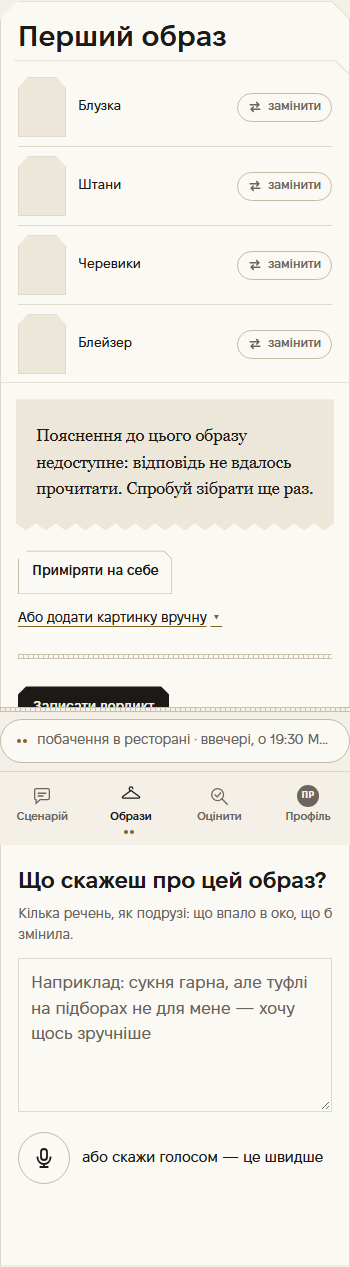 Перший образ
Блузка
замінити
Штани
замінити
Черевики
замінити
Блейзер
замінити
Пояснення до цього образу
недоступне: відповідь не вдалось
прочитати. Спробуй зібрати ще раз.
Приміряти на себе
Або додати картинку вручну
Записати вердикт
побачення в ресторані · ввечері, о 19:30 М...
Сценарій
Образи
Оцінити
ПР
Профіль
Що скажеш про цей образ?
Кілька речень, як подрузі: що впало в око, що б
змінила.
Наприклад: сукня гарна, але туфлі
на підборах не для мене — хочу
щось зручніше
або скажи голосом — це швидше